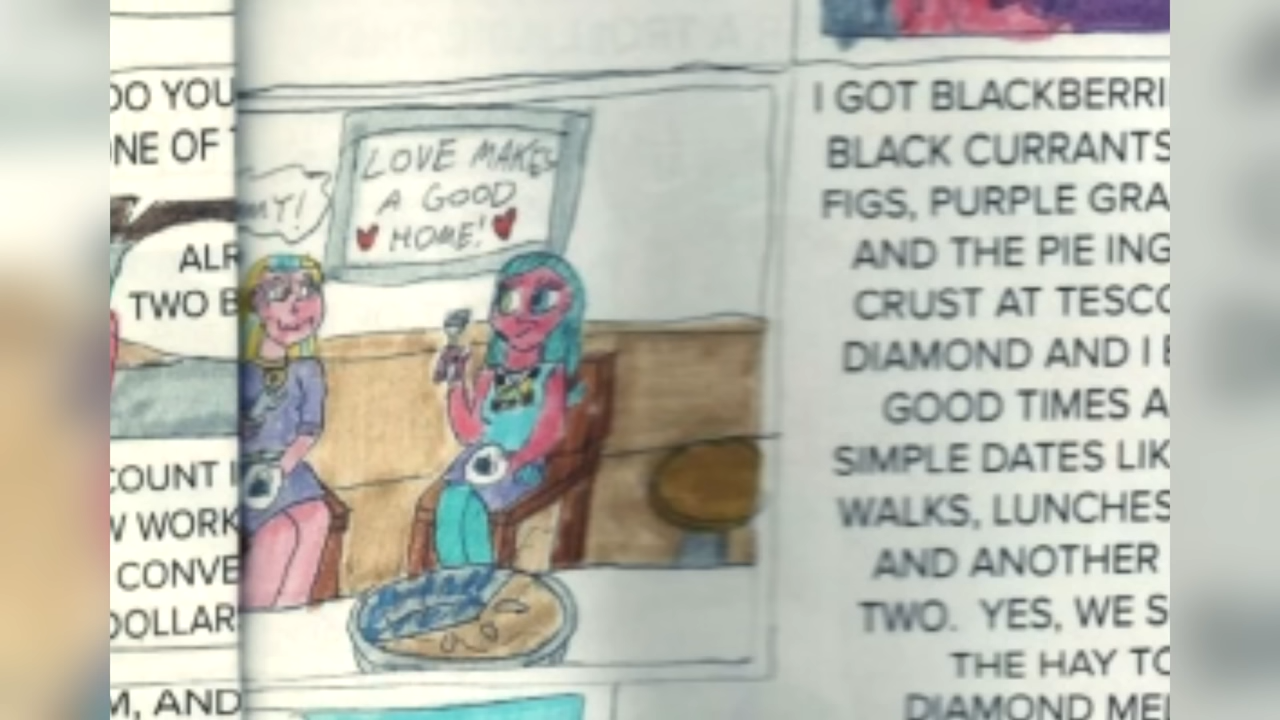 DO YOU
NE OF
ALR
TWO B
COUNT I
W WORK
CONVE
DOLLAR
M, AND
MY!
LOVE MAKES
A GOOD
HOME!
I GOT BLACKBERRI
BLACK CURRANTS
FIGS, PURPLE GRA
AND THE PIE ING
CRUST AT TESCO
DIAMOND AND I E
GOOD TIMES A
SIMPLE DATES LIK
WALKS, LUNCHES
AND ANOTHER
TWO. YES, WE S
THE HAY TO
DIAMOND ME